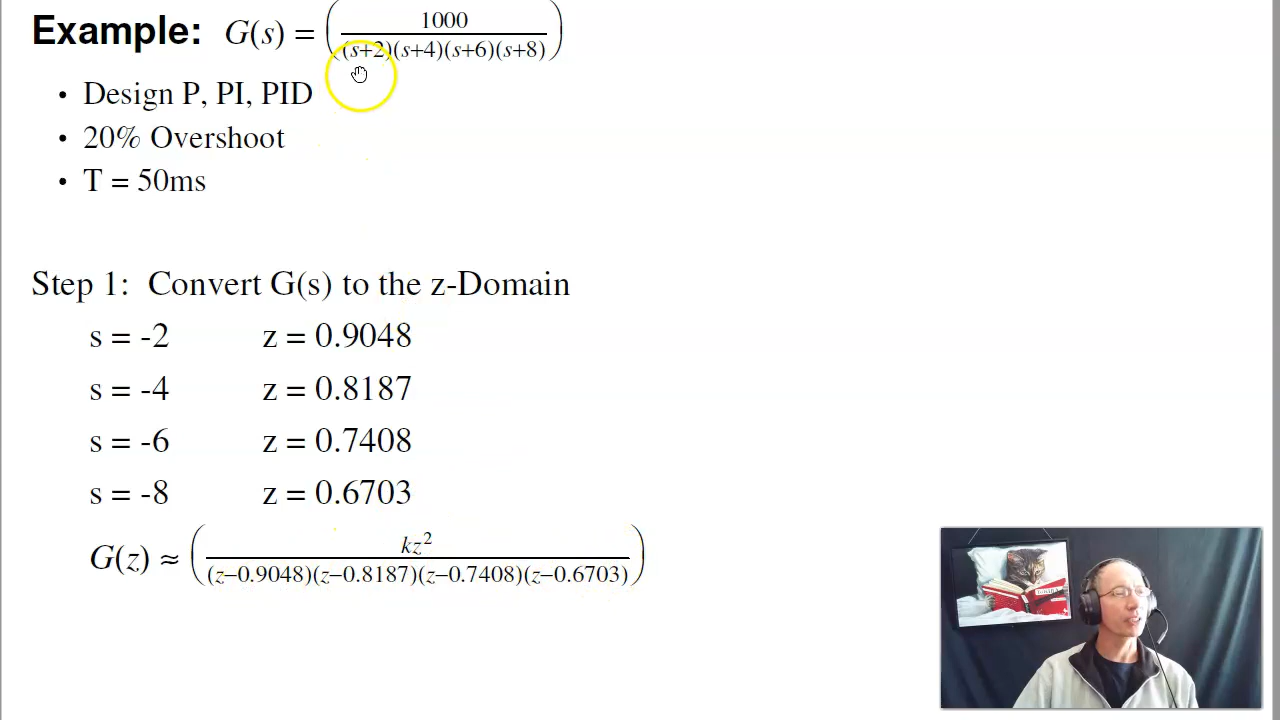 Example: G(s) = (1000 / ((s+2)(s+4)(s+6)(s+8)))
• Design P, PI, PID
• 20% Overshoot
• T = 50ms
Step 1: Convert G(s) to the z-Domain
s = -2 z = 0.9048
s = -4 z = 0.8187
s = -6 z = 0.7408
s = -8 z = 0.6703
G(z) ≈ (kz² / ((z−0.9048)(z−0.8187)(z−0.7408)(z−0.6703)))